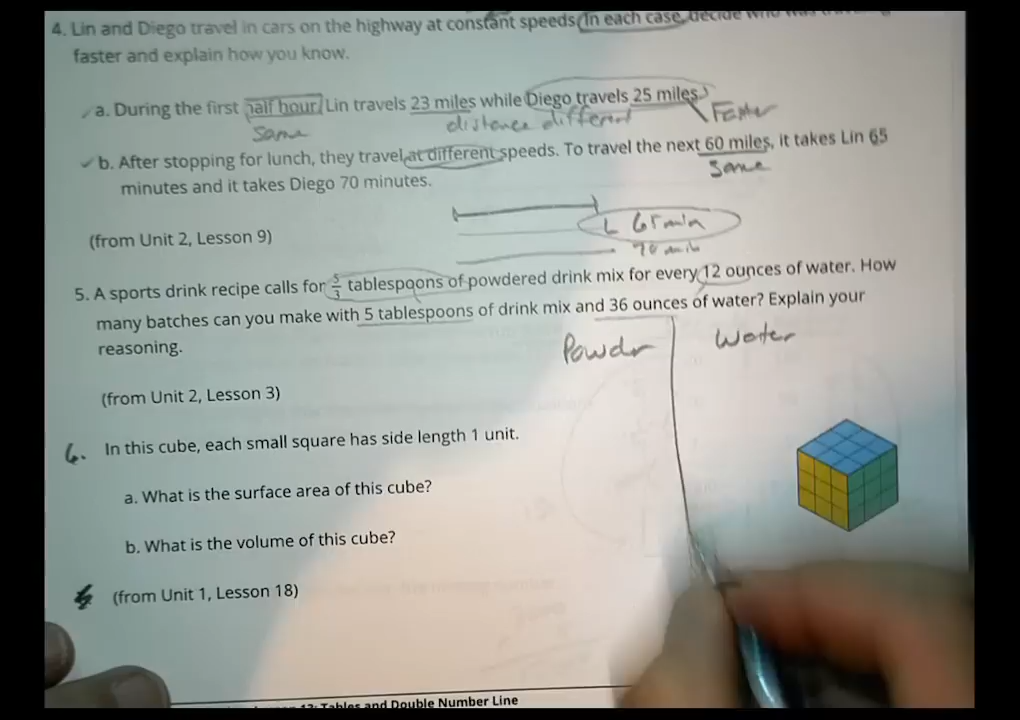 4. Lin and Diego travel in cars on the highway at constant speeds. In each case, decide who was
faster and explain how you know.
a. During the first half hour, Lin travels 23 miles while Diego travels 25 miles.
Same distance different Faster
b. After stopping for lunch, they travel at different speeds. To travel the next 60 miles, it takes Lin 65
Same
minutes and it takes Diego 70 minutes.
L 65 min
(from Unit 2, Lesson 9)
70 min
5. A sports drink recipe calls for 5/3 tablespoons of powdered drink mix for every 12 ounces of water. How
many batches can you make with 5 tablespoons of drink mix and 36 ounces of water? Explain your
reasoning.
Powdr Water
(from Unit 2, Lesson 3)
6. In this cube, each small square has side length 1 unit.
a. What is the surface area of this cube?
b. What is the volume of this cube?
(from Unit 1, Lesson 18)
Tables and Double Number Line